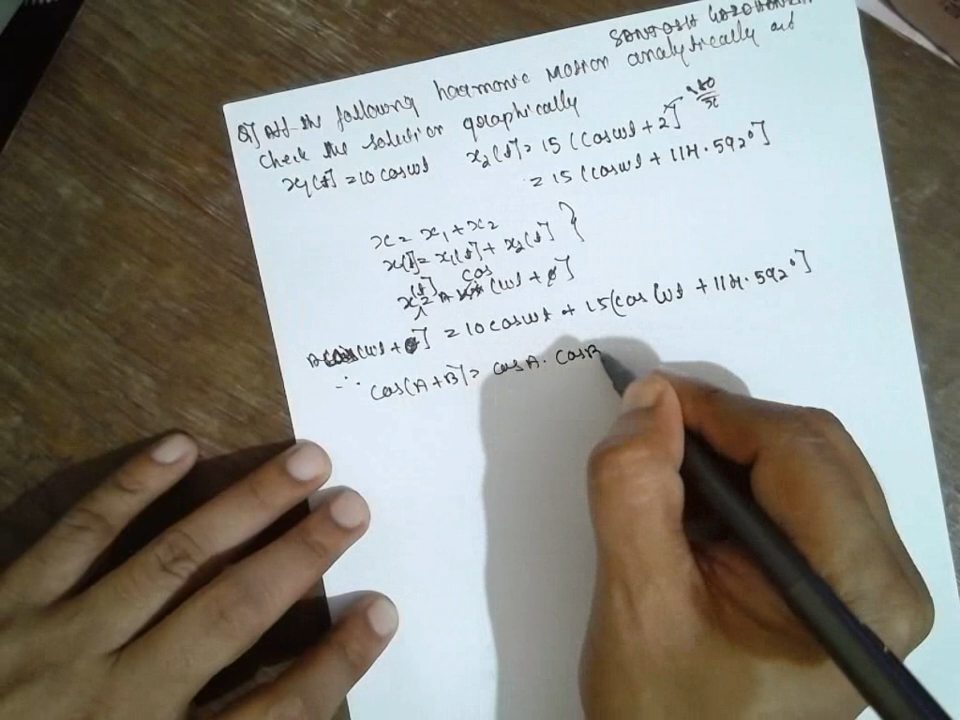 SANTOSH
Q] Add the following harmonic motion analytically and
check the solution graphically
x1(t) = 10 cosωt x2(t) = 15 (cosωt + 2) × 180/π
= 15 (cosωt + 114.592°)
x = x1 + x2
x(t) = x1(t) + x2(t) }
x(t) = A cos (ωt + φ)
A cos (ωt + φ) = 10 cosωt + 15 (cos (ωt + 114.592°)
∴ cos(A+B) = cosA. cosB